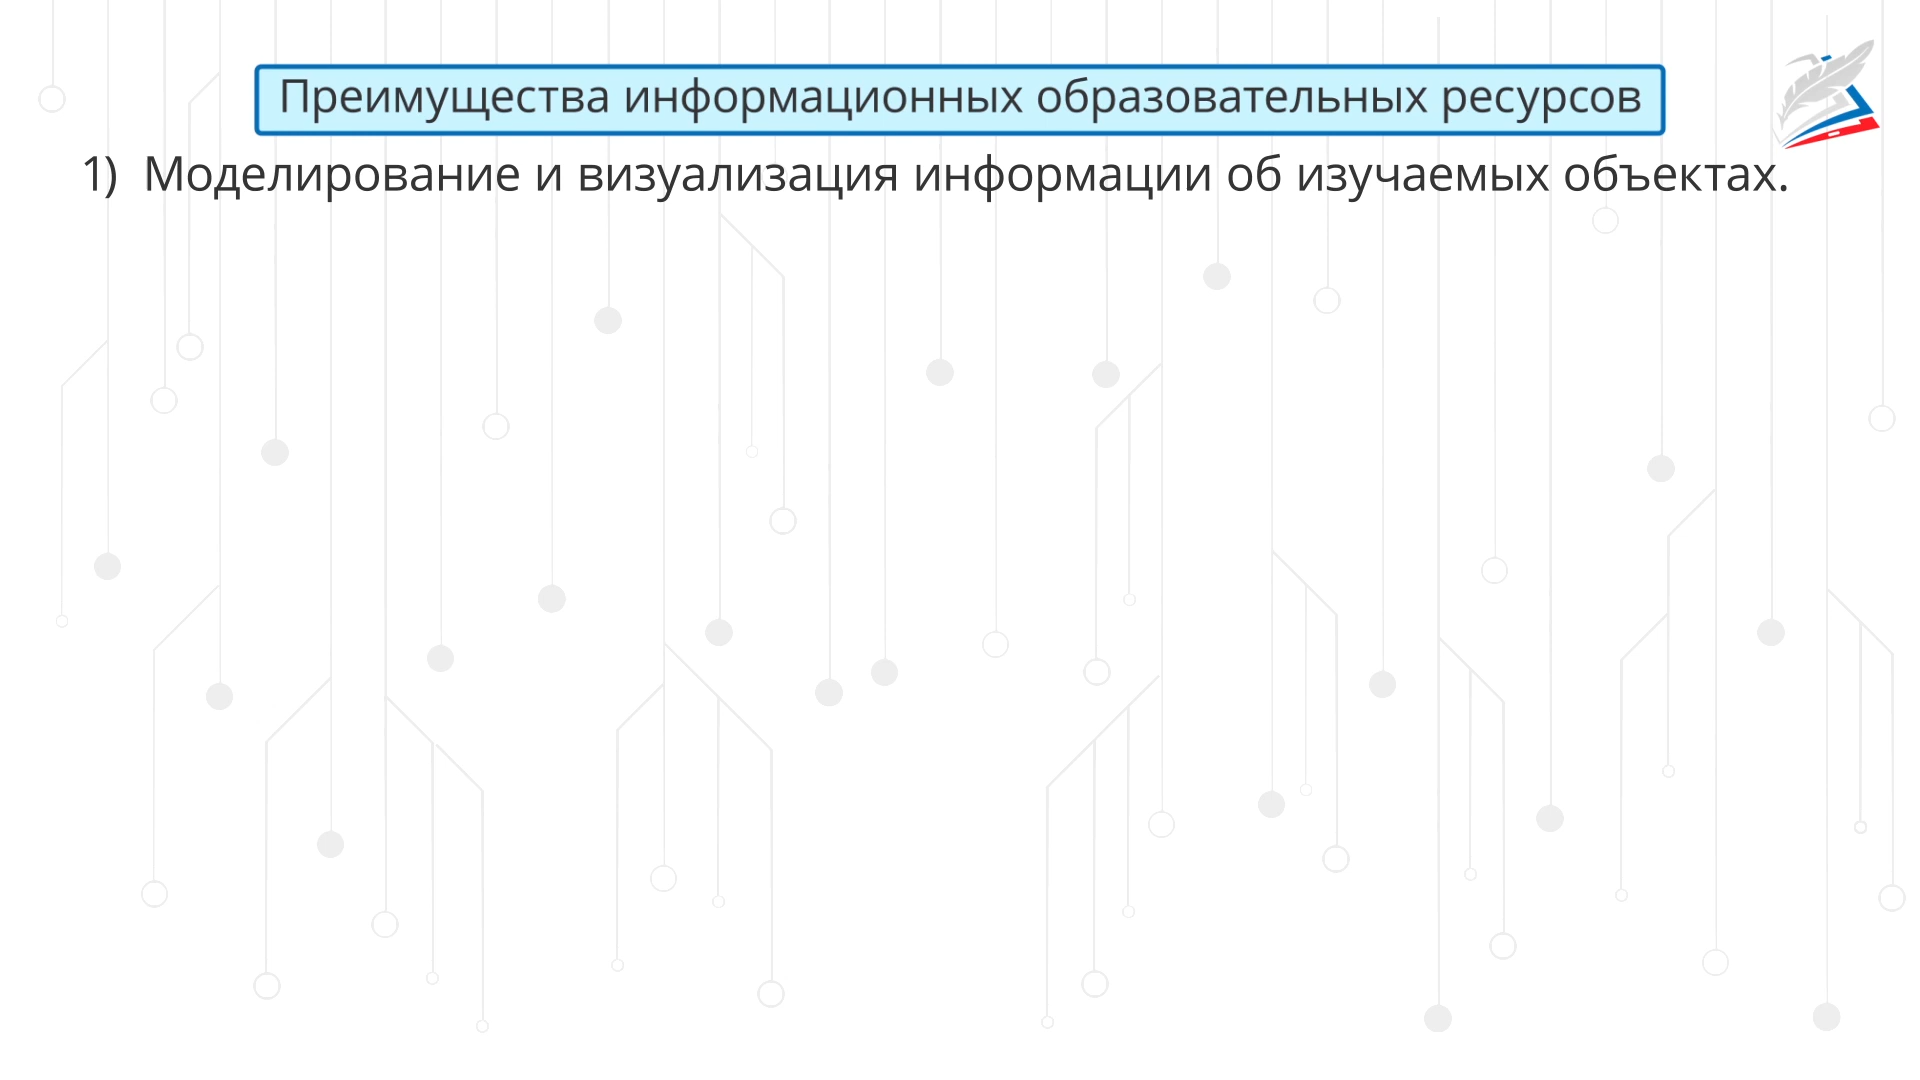 Преимущества информационных образовательных ресурсов
1) Моделирование и визуализация информации об изучаемых объектах.